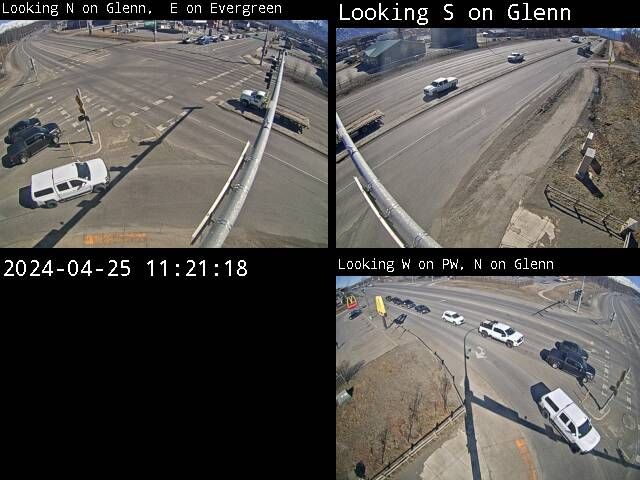 Looking N on Glenn, E on Evergreen
Looking S on Glenn
2024-04-25 11:21:18
Looking W on PW, N on Glenn